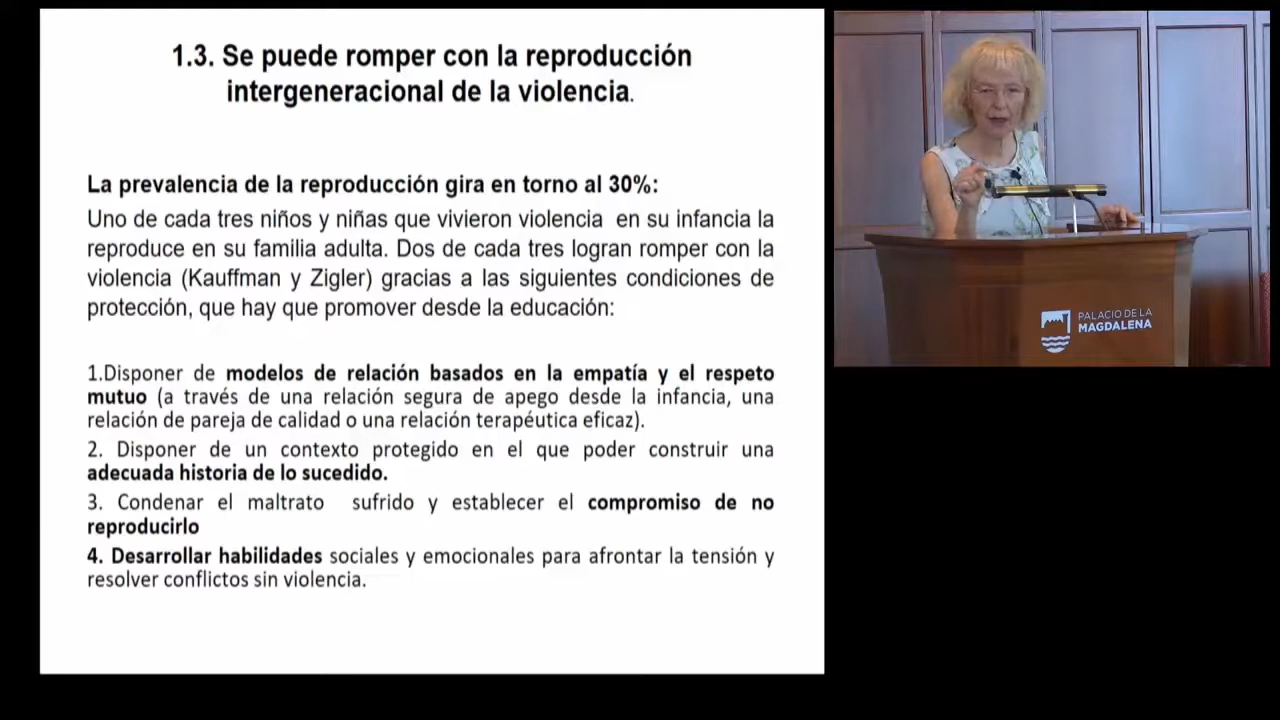 1.3. Se puede romper con la reproducción
intergeneracional de la violencia.
La prevalencia de la reproducción gira en torno al 30%:
Uno de cada tres niños y niñas que vivieron violencia en su infancia la
reproduce en su familia adulta. Dos de cada tres logran romper con la
violencia (Kauffman y Zigler) gracias a las siguientes condiciones de
protección, que hay que promover desde la educación:
1.Disponer de modelos de relación basados en la empatía y el respeto
mutuo (a través de una relación segura de apego desde la infancia, una
relación de pareja de calidad o una relación terapéutica eficaz).
2. Disponer de un contexto protegido en el que poder construir una
adecuada historia de lo sucedido.
3. Condenar el maltrato sufrido y establecer el compromiso de no
reproducirlo
4. Desarrollar habilidades sociales y emocionales para afrontar la tensión y
resolver conflictos sin violencia.
PALACIO DE LA
MAGDALENA